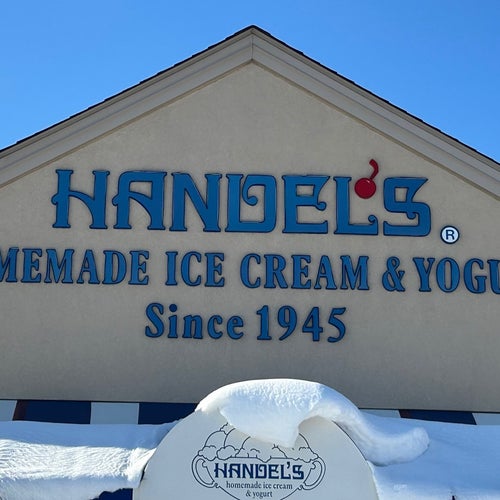 HANDEL'S ®
MEMADE ICE CREAM & YOGU
Since 1945
HANDEL'S
homemade ice cream
& yogurt